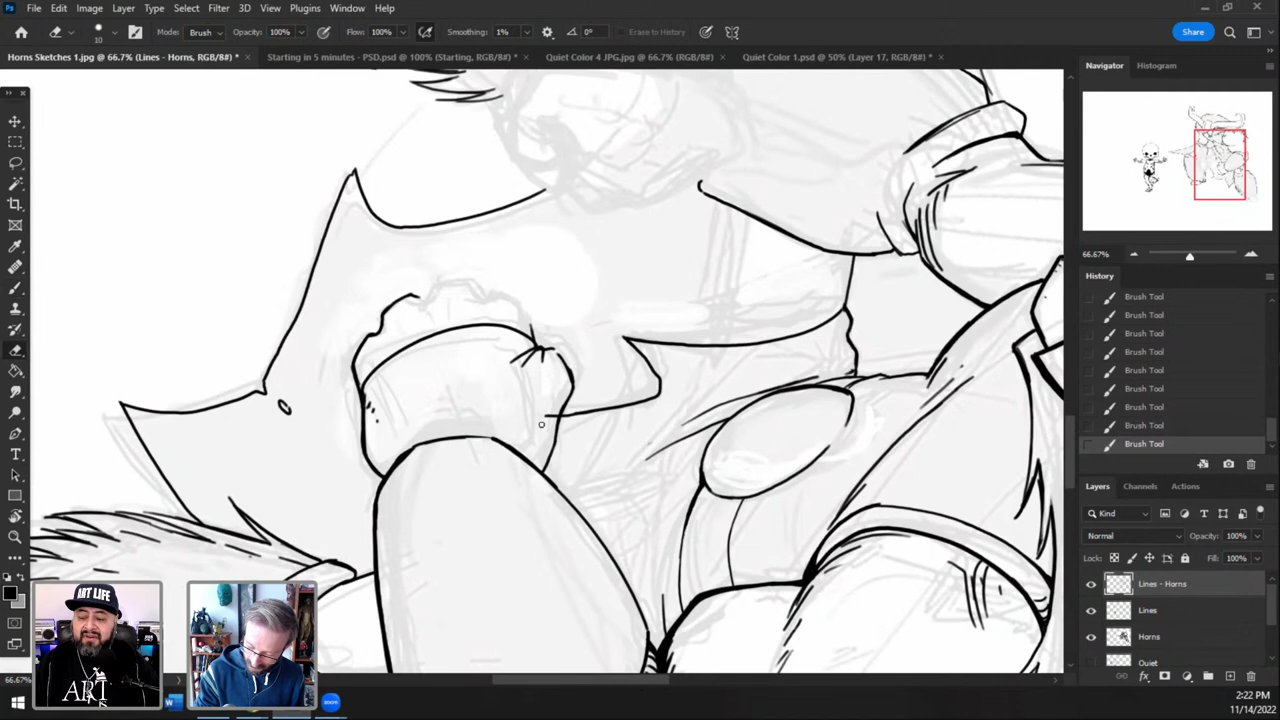 Ps File Edit Image Layer Type Select Filter 3D View Plugins Window Help
10 Mode: Brush Opacity: 100% Flow: 100% Smoothing: 1% 0° Erase to History Share
Horns Sketches 1.jpg @ 66.7% (Lines - Horns, RGB/8#) * × Starting in 5 minutes - PSD.psd @ 100% (Starting, RGB/8#) * × Quiet Color 4 JPG.jpg @ 66.7% (RGB/8#) × Quiet Color 1.psd @ 50% (Layer 17, RGB/8#) * ×
Navigator Histogram
66.67%
History
Brush Tool
Brush Tool
Brush Tool
Brush Tool
Brush Tool
Brush Tool
Brush Tool
Brush Tool
Brush Tool
Layers Channels Actions
Kind
Normal Opacity: 100%
Lock: Fill: 100%
Lines - Horns
Lines
Horns
Quiet
ART LIFE
ART
66.67%
W
zoom
2:22 PM
11/14/2022